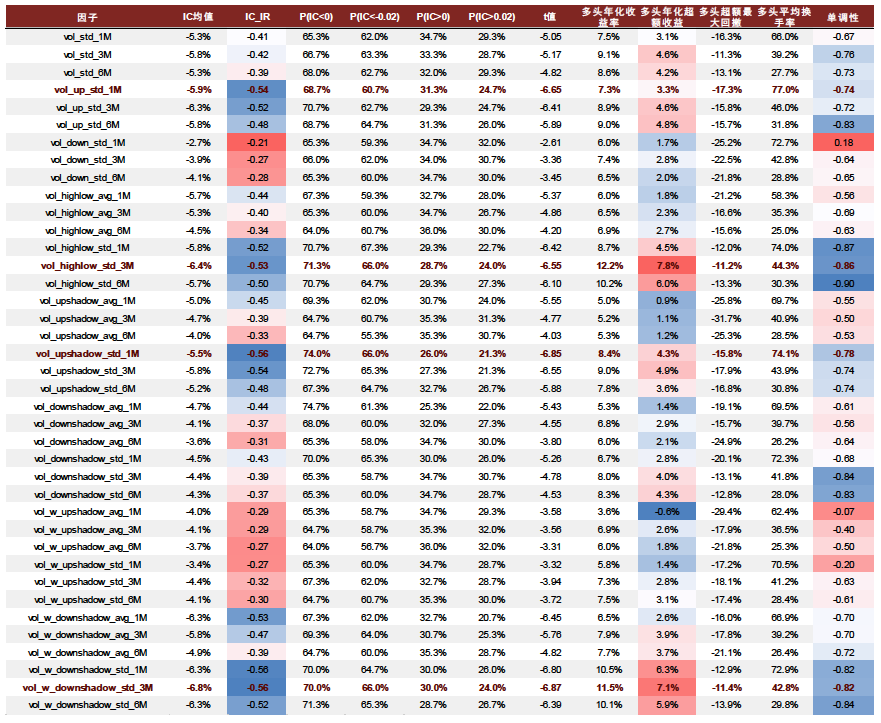 因子 IC均值 IC_IR P(IC<0) P(IC<-0.02) P(IC>0) P(IC>0.02) t值 多头年化收益率 多头年化超额收益 多头超额最大回撤 多头平均换手率 单调性
vol_std_1M -5.3% -0.41 65.3% 62.0% 34.7% 29.3% -5.05 7.5% 3.1% -16.3% 66.0% -0.67
vol_std_3M -5.8% -0.42 66.7% 63.3% 33.3% 28.7% -5.17 9.1% 4.6% -11.3% 39.2% -0.76
vol_std_6M -5.3% -0.39 68.0% 62.7% 32.0% 29.3% -4.82 8.6% 4.2% -13.1% 27.7% -0.73
vol_up_std_1M -5.9% -0.54 68.7% 60.7% 31.3% 24.7% -6.65 7.3% 3.3% -17.3% 77.0% -0.74
vol_up_std_3M -6.3% -0.52 70.7% 62.7% 29.3% 24.7% -6.41 8.9% 4.6% -15.8% 46.0% -0.72
vol_up_std_6M -5.8% -0.48 68.7% 64.7% 31.3% 26.0% -5.89 9.0% 4.8% -15.7% 31.8% -0.83
vol_down_std_1M -2.7% -0.21 65.3% 59.3% 34.7% 32.0% -2.61 6.0% 1.7% -25.2% 72.7% 0.18
vol_down_std_3M -3.9% -0.27 66.0% 62.0% 34.0% 30.7% -3.36 7.4% 2.8% -22.5% 42.8% -0.64
vol_down_std_6M -4.1% -0.28 65.3% 60.0% 34.7% 30.0% -3.45 6.5% 2.0% -21.8% 28.8% -0.65
vol_highlow_avg_1M -5.7% -0.44 67.3% 59.3% 32.7% 28.0% -5.37 6.0% 1.8% -21.2% 58.3% -0.56
vol_highlow_avg_3M -5.3% -0.40 65.3% 60.0% 34.7% 26.7% -4.86 6.5% 2.3% -16.6% 35.3% -0.69
vol_highlow_avg_6M -4.5% -0.34 64.0% 60.7% 36.0% 30.0% -4.20 6.9% 2.7% -15.6% 25.0% -0.63
vol_highlow_std_1M -5.8% -0.52 70.7% 67.3% 29.3% 22.7% -6.42 8.7% 4.5% -12.0% 74.0% -0.87
vol_highlow_std_3M -6.4% -0.53 71.3% 66.0% 28.7% 24.0% -6.55 12.2% 7.8% -11.2% 44.3% -0.86
vol_highlow_std_6M -5.7% -0.50 70.7% 64.7% 29.3% 27.3% -6.10 10.2% 6.0% -13.3% 30.3% -0.90
vol_upshadow_avg_1M -5.0% -0.45 69.3% 62.0% 30.7% 24.0% -5.55 5.0% 0.9% -25.8% 69.7% -0.55
vol_upshadow_avg_3M -4.7% -0.39 64.7% 60.7% 35.3% 31.3% -4.77 5.2% 1.1% -31.7% 40.9% -0.50
vol_upshadow_avg_6M -4.0% -0.33 64.7% 55.3% 35.3% 30.7% -4.03 5.3% 1.2% -25.3% 28.5% -0.53
vol_upshadow_std_1M -5.5% -0.56 74.0% 66.0% 26.0% 21.3% -6.85 8.4% 4.3% -15.8% 74.1% -0.78
vol_upshadow_std_3M -5.8% -0.54 72.7% 65.3% 27.3% 21.3% -6.55 9.0% 4.9% -17.9% 43.9% -0.74
vol_upshadow_std_6M -5.2% -0.48 67.3% 64.7% 32.7% 26.7% -5.88 7.8% 3.6% -16.8% 30.8% -0.74
vol_downshadow_avg_1M -4.7% -0.44 74.7% 61.3% 25.3% 22.0% -5.43 5.3% 1.4% -19.1% 69.5% -0.61
vol_downshadow_avg_3M -4.1% -0.37 68.0% 60.0% 32.0% 27.3% -4.55 6.8% 2.9% -15.7% 39.7% -0.56
vol_downshadow_avg_6M -3.6% -0.31 65.3% 58.0% 34.7% 30.0% -3.80 6.0% 2.1% -24.9% 26.2% -0.64
vol_downshadow_std_1M -4.5% -0.43 70.0% 65.3% 30.0% 26.0% -5.26 6.7% 2.8% -20.1% 72.3% -0.68
vol_downshadow_std_3M -4.4% -0.39 65.3% 58.7% 34.7% 30.7% -4.78 8.0% 4.0% -13.1% 41.8% -0.84
vol_downshadow_std_6M -4.3% -0.37 65.3% 60.0% 34.7% 28.7% -4.53 8.3% 4.3% -12.8% 28.0% -0.83
vol_w_upshadow_avg_1M -4.0% -0.29 65.3% 58.7% 34.7% 29.3% -3.58 3.6% -0.6% -29.4% 62.4% -0.07
vol_w_upshadow_avg_3M -4.1% -0.29 64.7% 58.7% 35.3% 32.0% -3.56 6.9% 2.6% -17.9% 36.5% -0.40
vol_w_upshadow_avg_6M -3.7% -0.27 64.0% 56.7% 36.0% 32.0% -3.31 6.0% 1.8% -21.8% 25.3% -0.50
vol_w_upshadow_std_1M -3.4% -0.27 65.3% 60.0% 34.7% 28.7% -3.32 5.8% 1.4% -17.2% 70.5% -0.20
vol_w_upshadow_std_3M -4.4% -0.32 67.3% 62.0% 32.7% 28.7% -3.94 7.3% 2.8% -18.1% 41.2% -0.63
vol_w_upshadow_std_6M -4.1% -0.30 64.7% 60.7% 35.3% 30.0% -3.72 7.5% 3.1% -17.4% 28.4% -0.61
vol_w_downshadow_avg_1M -6.3% -0.53 67.3% 62.0% 32.7% 20.7% -6.45 6.5% 2.6% -16.0% 66.9% -0.70
vol_w_downshadow_avg_3M -5.8% -0.47 69.3% 64.0% 30.7% 25.3% -5.76 7.9% 3.9% -17.8% 39.2% -0.70
vol_w_downshadow_avg_6M -4.9% -0.39 64.7% 60.0% 35.3% 28.7% -4.82 7.7% 3.7% -21.1% 26.4% -0.72
vol_w_downshadow_std_1M -6.3% -0.56 70.0% 64.7% 30.0% 26.0% -6.80 10.5% 6.3% -12.9% 72.9% -0.82
vol_w_downshadow_std_3M -6.8% -0.56 70.0% 66.0% 30.0% 24.0% -6.87 11.5% 7.1% -11.4% 42.8% -0.82
vol_w_downshadow_std_6M -6.3% -0.52 71.3% 65.3% 28.7% 26.7% -6.39 10.1% 5.9% -13.9% 29.8% -0.84